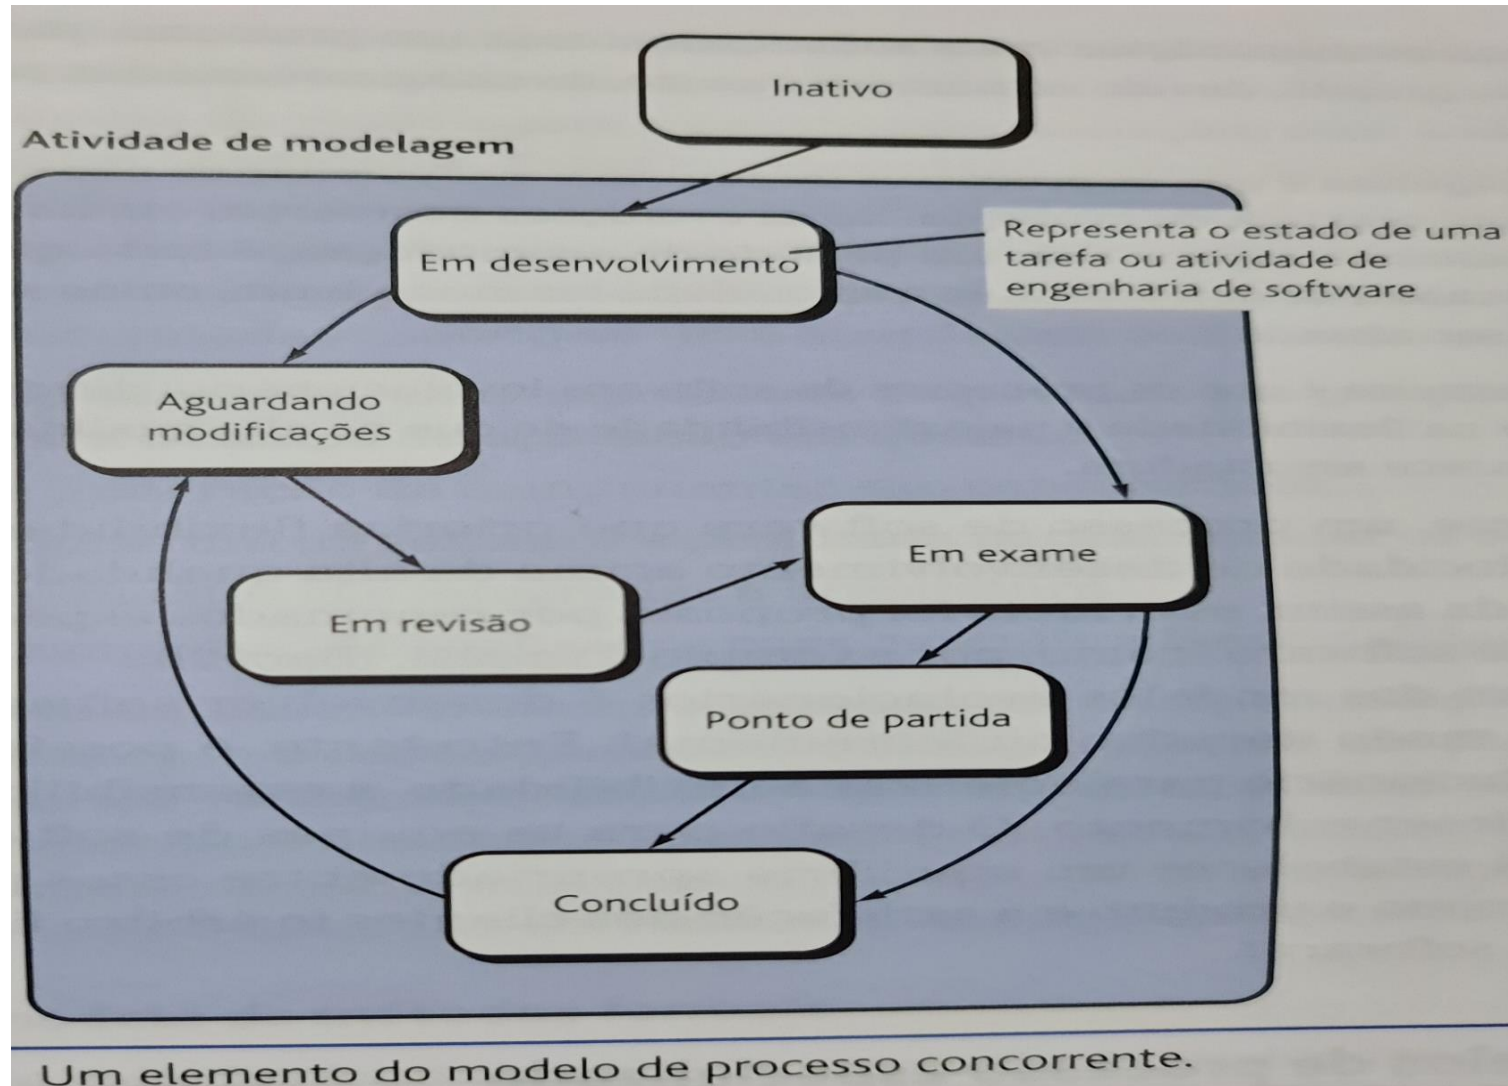 Inativo
Atividade de modelagem
Representa o estado de uma
tarefa ou atividade de
engenharia de software
Em desenvolvimento
Aguardando
modificações
Em exame
Em revisão
Ponto de partida
Concluído
Um elemento do modelo de processo concorrente.